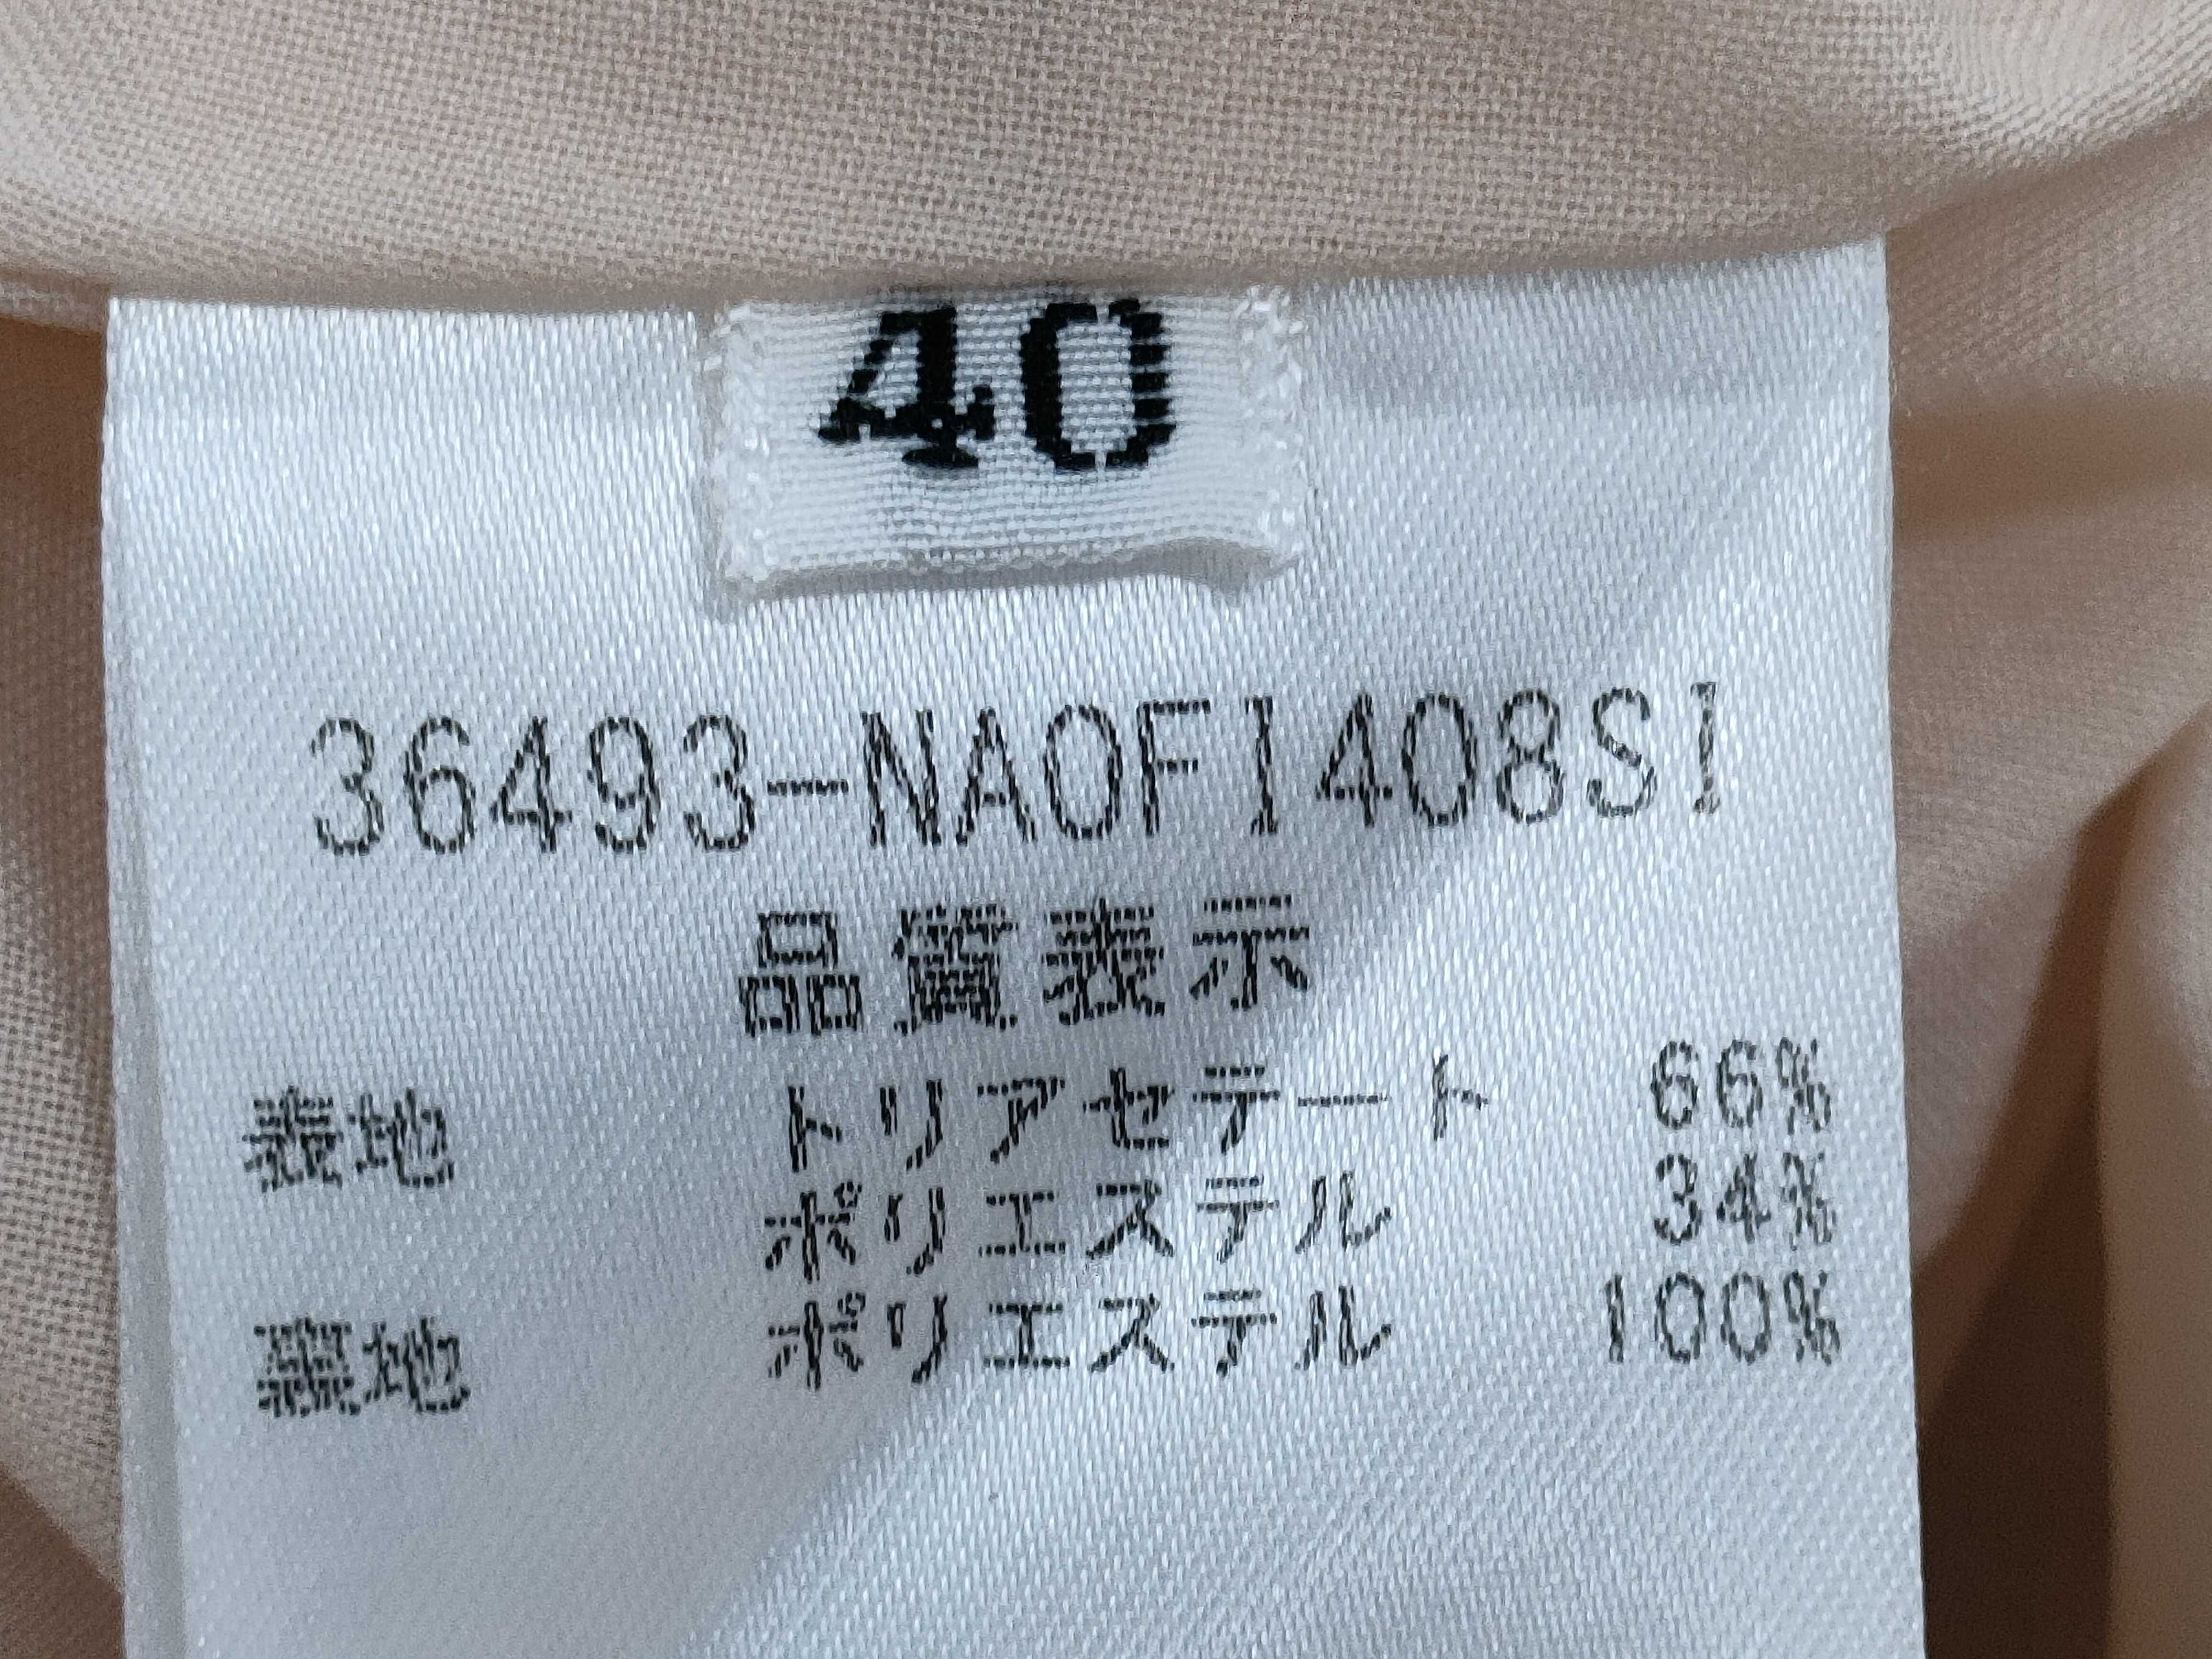 40
36493-NA0F1408S1
品質表示
表地 トリアセテート 66%
ポリエステル 34%
裏地 ポリエステル 100%